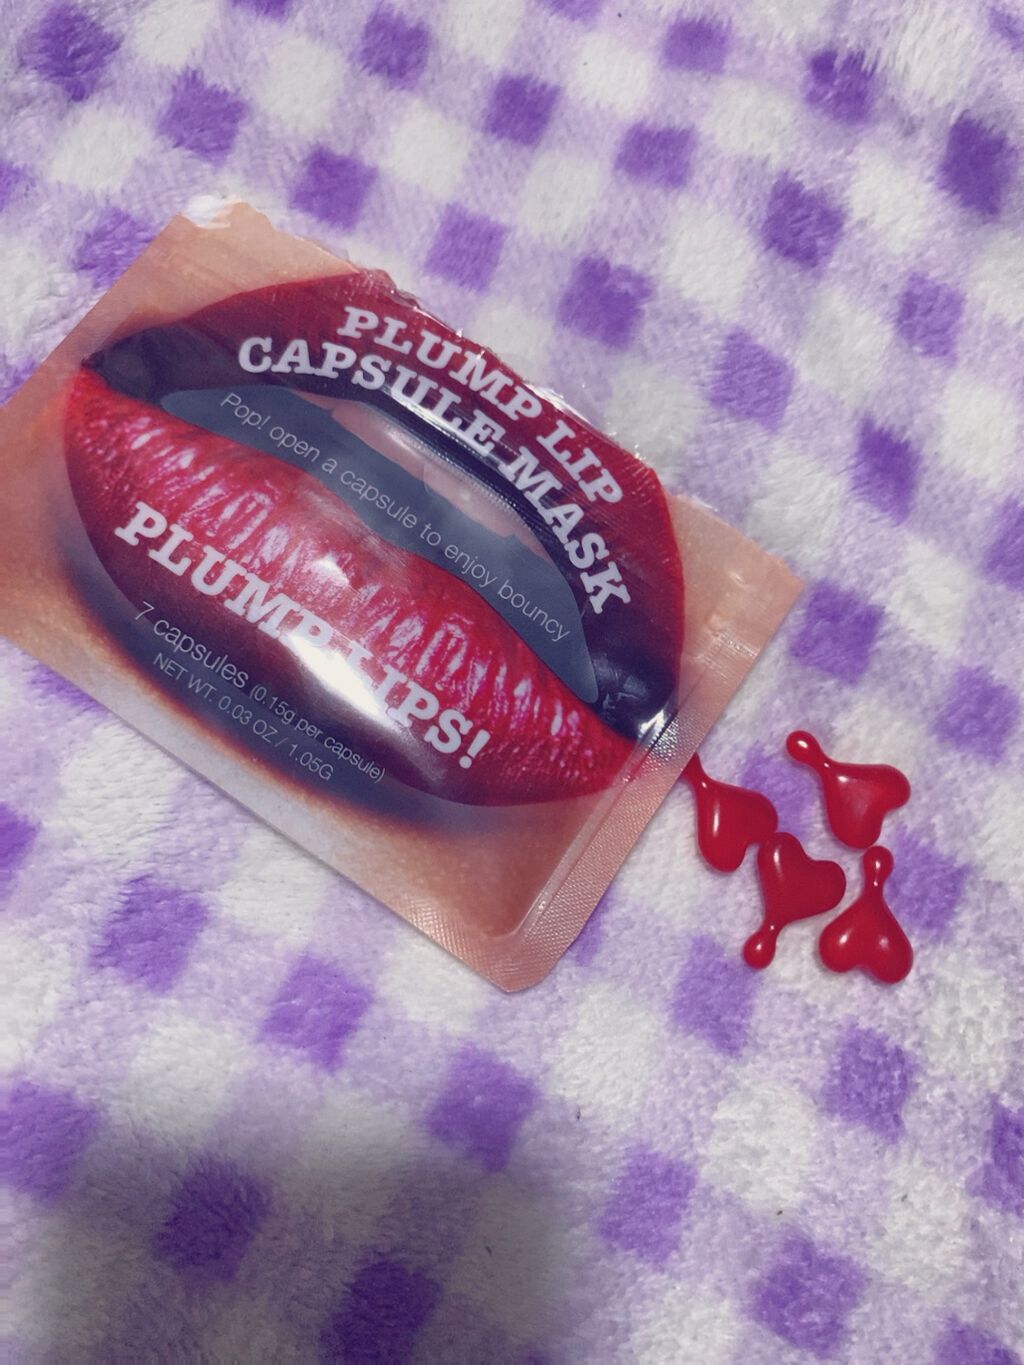 PLUMP LIP
CAPSULE MASK
Pop! open a capsule to enjoy bouncy
PLUMP LIPS!
7 capsules (0.15g per capsule)
NET WT. 0.03 OZ / 1.05G